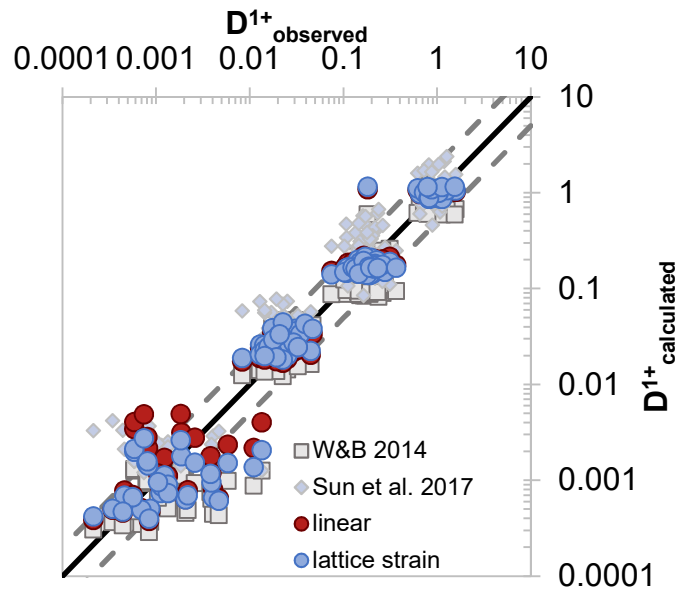 D1+observed
0.0001 0.001 0.01 0.1 1 10
10
1
0.1
0.01
0.001
0.0001
D1+calculated
W&B 2014
Sun et al. 2017
linear
lattice strain